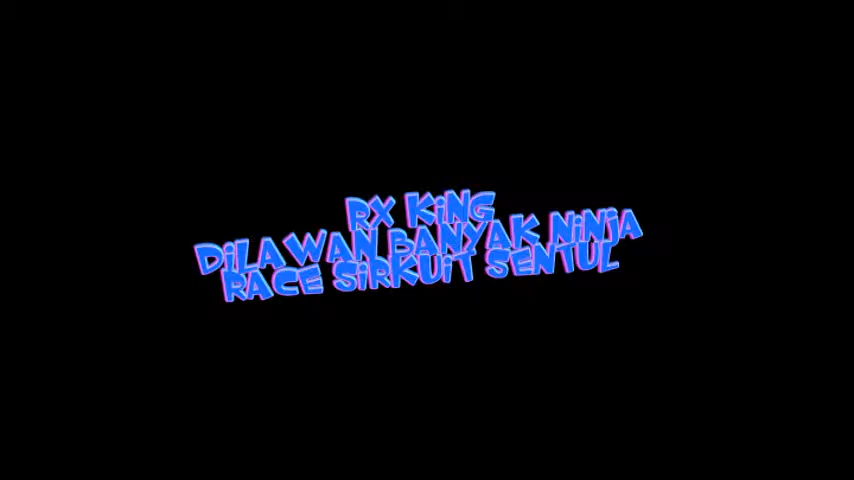 RX KiNG
DiLAWAN BANYAK NiNJA
RACE SiRKUiT SENTUL